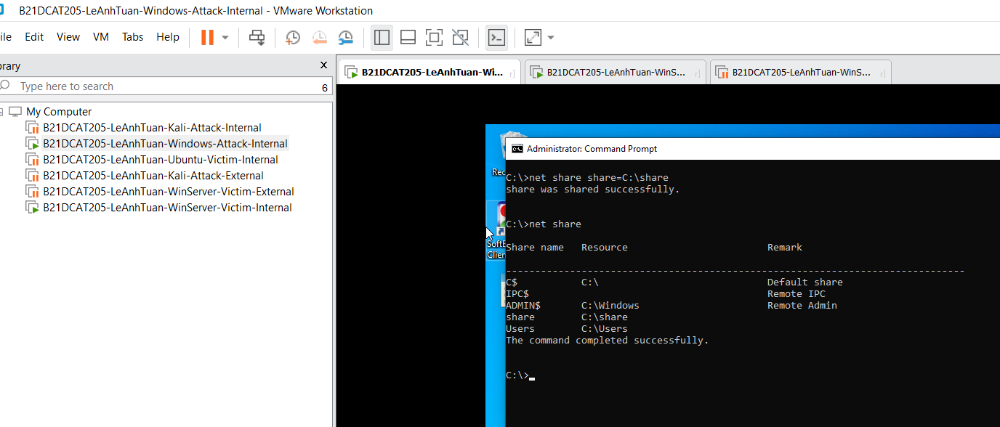 B21DCAT205-LeAnhTuan-Windows-Attack-Internal - VMware Workstation
ile Edit View VM Tabs Help
rary
Type here to search 6
B21DCAT205-LeAnhTuan-Wi...
B21DCAT205-LeAnhTuan-WinS...
B21DCAT205-LeAnhTuan-WinS...
My Computer
B21DCAT205-LeAnhTuan-Kali-Attack-Internal
B21DCAT205-LeAnhTuan-Windows-Attack-Internal
B21DCAT205-LeAnhTuan-Ubuntu-Victim-Internal
B21DCAT205-LeAnhTuan-Kali-Attack-External
B21DCAT205-LeAnhTuan-WinServer-Victim-External
B21DCAT205-LeAnhTuan-WinServer-Victim-Internal
Rec
SoftE
Clien
Administrator: Command Prompt
C:\>net share share=C:\share
share was shared successfully.
C:\>net share
Share name Resource Remark
-------------------------------------------------------------------------------
C$ C:\ Default share
IPC$ Remote IPC
ADMIN$ C:\Windows Remote Admin
share C:\share
Users C:\Users
The command completed successfully.
C:\>